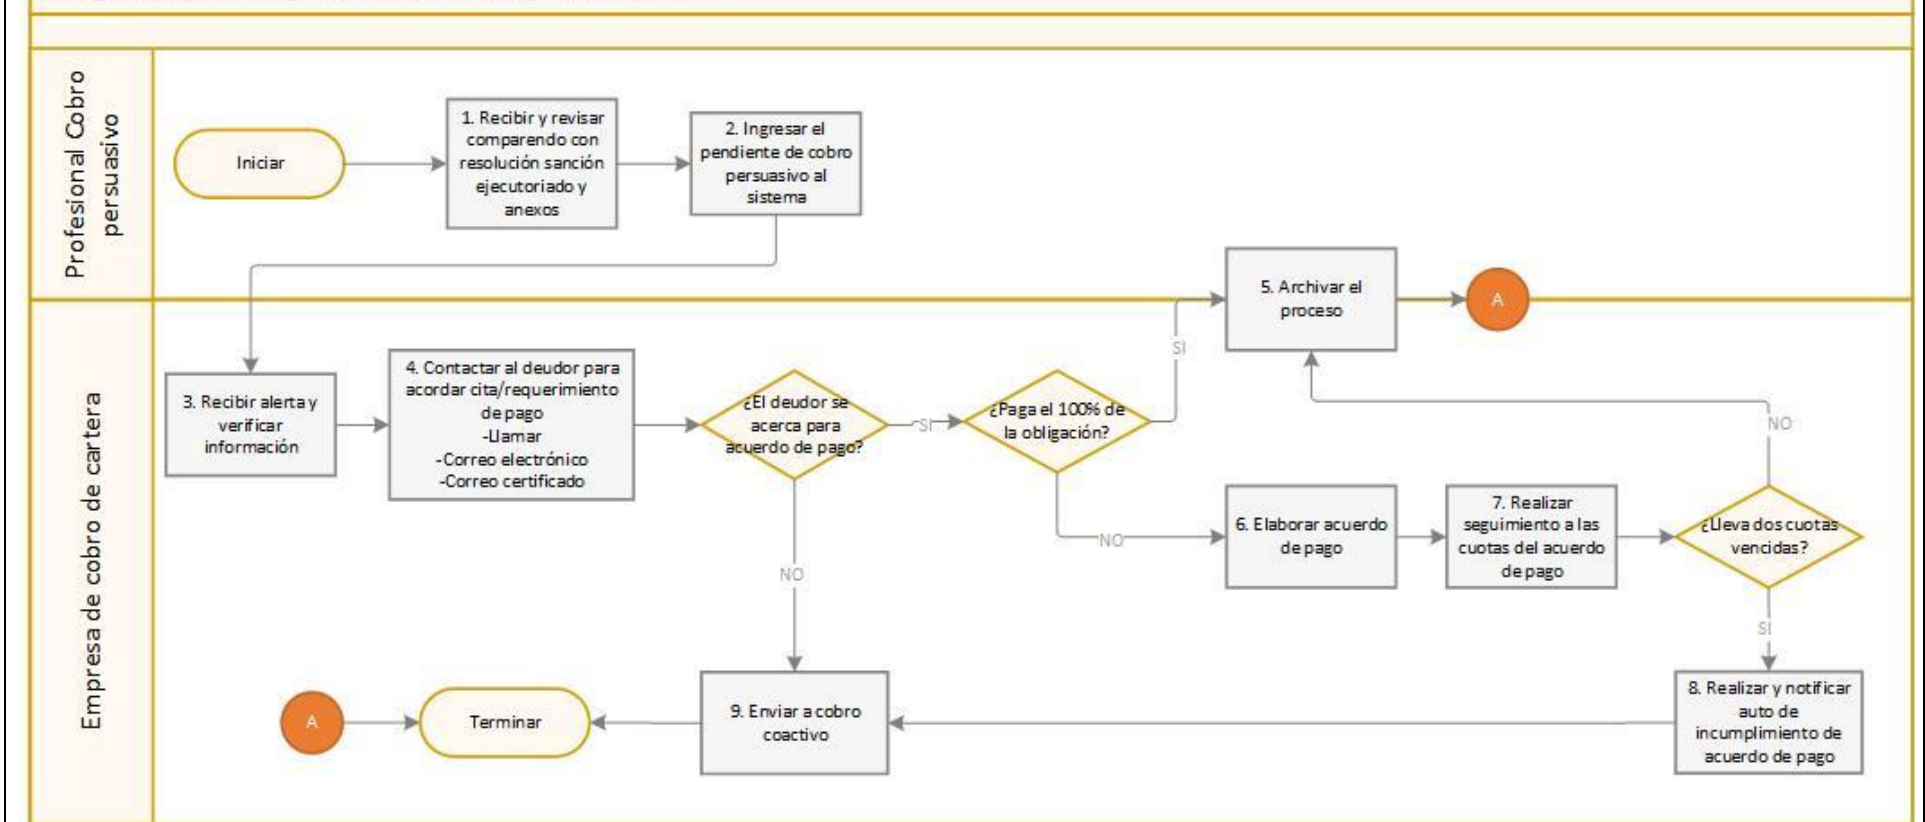 Profesional Cobro
persuasivo
Iniciar
1. Recibir y revisar
comparendo con
resolución sanción
ejecutoriado y
anexos
2. Ingresar el
pendiente de cobro
persuasivo al
sistema
5. Archivar el
proceso
A
Empresa de cobro de cartera
3. Recibir alerta y
verificar
información
4. Contactar al deudor para
acordar cita/requerimiento
de pago
-Llamar
-Correo electrónico
-Correo certificado
¿El deudor se
acerca para
acuerdo de pago?
SI
¿Paga el 100% de
la obligación?
SI
NO
NO
6. Elaborar acuerdo
de pago
7. Realizar
seguimiento a las
cuotas del acuerdo
de pago
¿Lleva dos cuotas
vencidas?
NO
SI
8. Realizar y notificar
auto de
incumplimiento de
acuerdo de pago
9. Enviar a cobro
coactivo
Terminar
A